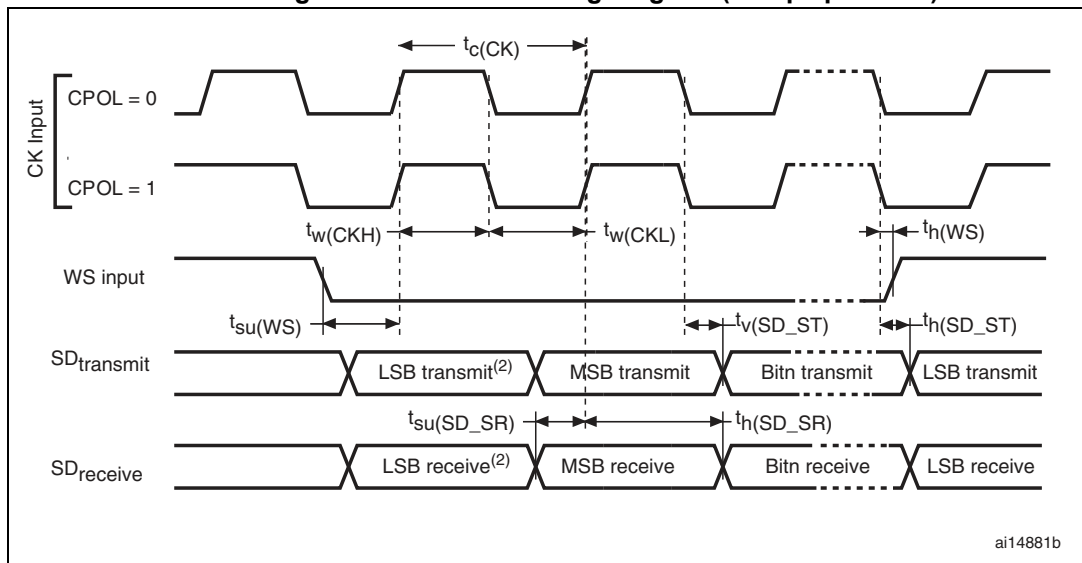 tc(CK)
CK Input
CPOL = 0
CPOL = 1
tw(CKH)
tw(CKL)
th(WS)
WS input
tsu(WS)
tv(SD_ST)
th(SD_ST)
SDtransmit
LSB transmit(2)
MSB transmit
Bitn transmit
LSB transmit
tsu(SD_SR)
th(SD_SR)
SDreceive
LSB receive(2)
MSB receive
Bitn receive
LSB receive
ai14881b